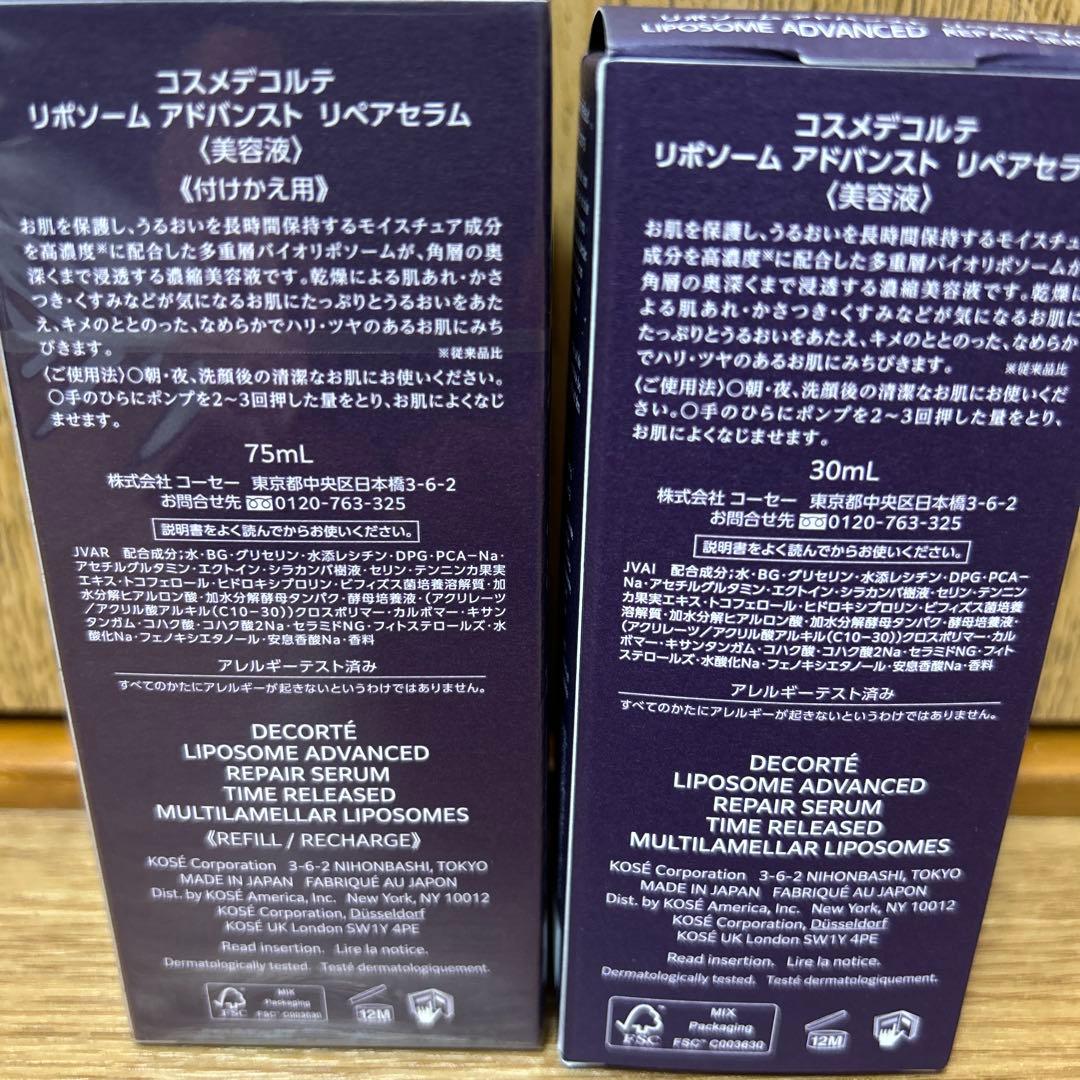 コスメデコルテ
リポソーム アドバンスト リペアセラム
〈美容液〉
《付けかえ用》
お肌を保護し、うるおいを長時間保持するモイスチュア成分
を高濃度※に配合した多重層バイオリポソームが、角層の奥
深くまで浸透する濃縮美容液です。乾燥による肌あれ・かさ
つき・くすみなどが気になるお肌にたっぷりとうるおいをあた
え、キメのととのった、なめらかでハリ・ツヤのあるお肌にみち
びきます。
※従来品比
〈ご使用法〉○朝・夜、洗顔後の清潔なお肌にお使いください。
○手のひらにポンプを2～3回押した量をとり、お肌によくなじ
ませます。
75mL
株式会社 コーセー 東京都中央区日本橋3-6-2
お問合せ先 0120-763-325
説明書をよく読んでからお使いください。
JVAR 配合成分;水・BG・グリセリン・水添レシチン・DPG・PCA－Na・
アセチルグルタミン・エクトイン・シラカンバ樹液・セリン・テンニンカ果実
エキス・トコフェロール・ヒドロキシプロリン・ビフィズス菌培養溶解質・加
水分解ヒアルロン酸・加水分解酵母タンパク・酵母培養液・(アクリレーツ
/アクリル酸アルキル(C10-30))クロスポリマー・カルボマー・キサン
タンガム・コハク酸・コハク酸2Na・セラミドNG・フィトステロールズ・水
酸化Na・フェノキシエタノール・安息香酸Na・香料
アレルギーテスト済み
すべてのかたにアレルギーが起きないというわけではありません。
DECORTÉ
LIPOSOME ADVANCED
REPAIR SERUM
TIME RELEASED
MULTILAMELLAR LIPOSOMES
《REFILL / RECHARGE》
KOSÉ Corporation 3-6-2 NIHONBASHI, TOKYO
MADE IN JAPAN FABRIQUÉ AU JAPON
Dist. by KOSÉ America, Inc. New York, NY 10012
KOSÉ Corporation, Düsseldorf
KOSÉ UK London SW1Y 4PE
Read insertion. Lire la notice.
Dermatologically tested. Testé dermatologiquement.
FSC
MIX
Packaging
FSC™ C003630
12M
リポソーム アドバンスト
LIPOSOME ADVANCED REPAIR SER
コスメデコルテ
リポソーム アドバンスト リペアセラ
〈美容液〉
お肌を保護し、うるおいを長時間保持するモイスチュ
成分を高濃度※に配合した多重層バイオリポソームが
角層の奥深くまで浸透する濃縮美容液です。乾燥に
よる肌あれ・かさつき・くすみなどが気になるお肌に
たっぷりとうるおいをあたえ、キメのととのった、なめらか
でハリ・ツヤのあるお肌にみちびきます。
※従来品比
〈ご使用法〉○朝・夜、洗顔後の清潔なお肌にお使いくだ
さい。○手のひらにポンプを2～3回押した量をとり、
お肌によくなじませます。
30mL
株式会社 コーセー 東京都中央区日本橋3-6-2
お問合せ先 0120-763-325
説明書をよく読んでからお使いください。
JVAI 配合成分;水・BG・グリセリン・水添レシチン・DPG・PCA－
Na・アセチルグルタミン・エクトイン・シラカンバ樹液・セリン・テンニン
カ果実エキス・トコフェロール・ヒドロキシプロリン・ビフィズス菌培養
溶解質・加水分解ヒアルロン酸・加水分解酵母タンパク・酵母培養液・
(アクリレーツ/アクリル酸アルキル(C10-30))クロスポリマー・カル
ボマー・キサンタンガム・コハク酸・コハク酸2Na・セラミドNG・フィト
ステロールズ・水酸化Na・フェノキシエタノール・安息香酸Na・香料
アレルギーテスト済み
すべてのかたにアレルギーが起きないというわけではありません。
DECORTÉ
LIPOSOME ADVANCED
REPAIR SERUM
TIME RELEASED
MULTILAMELLAR LIPOSOMES
KOSÉ Corporation 3-6-2 NIHONBASHI, TOKYO
MADE IN JAPAN FABRIQUÉ AU JAPON
Dist. by KOSÉ America, Inc. New York, NY 10012
KOSÉ Corporation, Düsseldorf
KOSÉ UK London SW1Y 4PE
Read insertion. Lire la notice.
Dermatologically tested. Testé dermatologiquement.
FSC
MIX
Packaging
FSC™ C003630
12M